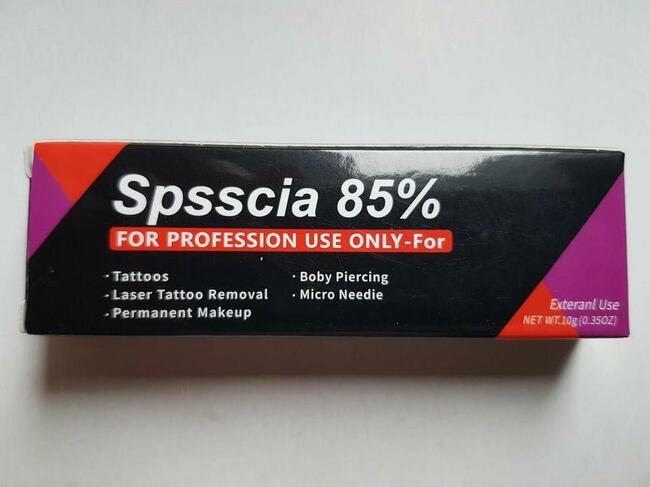 Spsscia 85%
FOR PROFESSION USE ONLY-For
· Tattoos
· Laser Tattoo Removal
· Permanent Makeup
· Boby Piercing
· Micro Needie
Exteranl Use
NET WT.10g(0.35OZ)